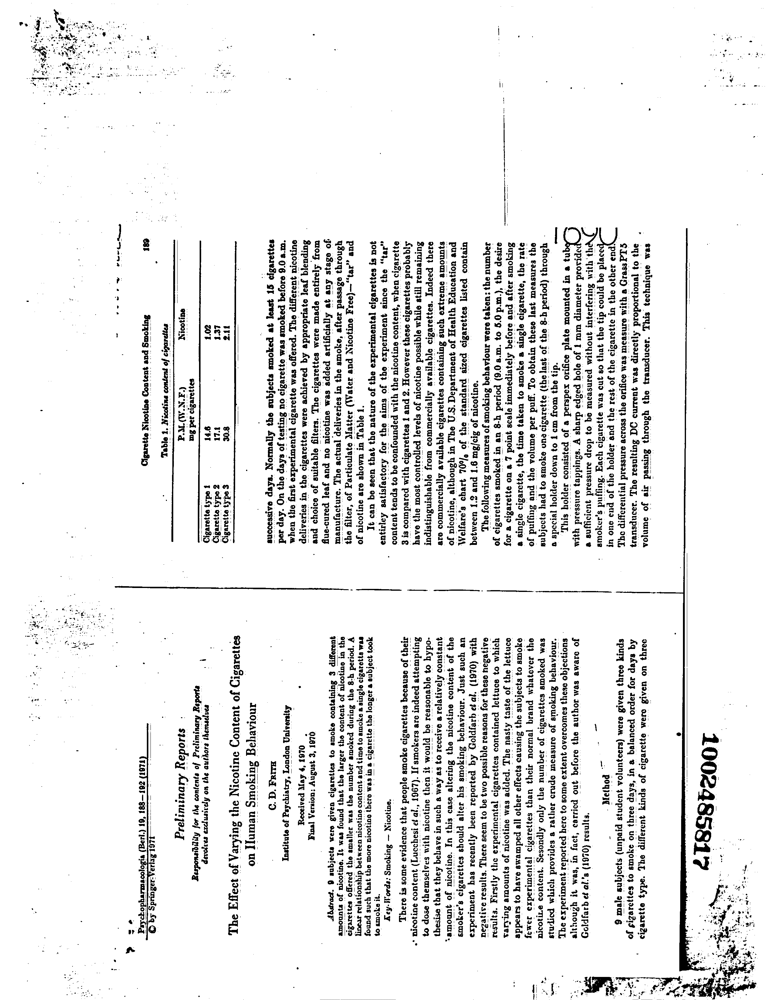 Psychopharmacologia (Berl.) 19, 188—192 (1971)
© by Springer-Verlag 1971
Preliminary Reports
Responsibility for the contents of Preliminary Reports
devolves exclusively on the authors themselves
The Effect of Varying the Nicotine Content of Cigarettes
on Human Smoking Behaviour
C. D. Frith
Institute of Psychiatry, London University
Received May 4, 1970
Final Version: August 3, 1970
Abstract. 9 subjects were given cigarettes to smoke containing 3 different
amounts of nicotine. It was found that the larger the content of nicotine in the
cigarettes offered the smaller was the number smoked during the 8-h period. A
linear relationship between nicotine content and time to smoke a single cigarette was
found such that the more nicotine there was in a cigarette the longer a subject took
to smoke it.
Key-Words: Smoking — Nicotine.
There is some evidence that people smoke cigarettes because of their
nicotine content (Lucchesi et al., 1967). If smokers are indeed attempting
to dose themselves with nicotine then it would be reasonable to hypo-
thesise that they behave in such a way as to receive a relatively constant
amount of nicotine. In this case altering the nicotine content of the
smoker's cigarettes should alter his smoking behaviour. Just such an
experiment has recently been reported by Goldfarb et al. (1970) with
negative results. There seem to be two possible reasons for these negative
results. Firstly the experimental cigarettes contained lettuce to which
varying amounts of nicotine was added. The nasty taste of the lettuce
appears to have swamped all other effects causing the subjects to smoke
fewer experimental cigarettes than their normal brand whatever the
nicotine content. Secondly only the number of cigarettes smoked was
studied which provides a rather crude measure of smoking behaviour.
The experiment reported here to some extent overcomes these objections
although it was, in fact, carried out before the author was aware of
Goldfarb et al.'s (1970) results.
Method
9 male subjects (unpaid student volunteers) were given three kinds
of cigarettes to smoke on three days, in a balanced order for days by
cigarette type. The different kinds of cigarette were given on three
Cigarette Nicotine Content and Smoking 189
Table 1. Nicotine content of cigarettes
P.M.(W.N.F.) Nicotine
mg per cigarettes
Cigarette type 1 14.6 1.02
Cigarette type 2 17.1 1.37
Cigarette type 3 30.8 2.11
successive days. Normally the subjects smoked at least 15 cigarettes
per day. On the days of testing no cigarette was smoked before 9.0 a.m.
when the first experimental cigarette was offered. The different nicotine
deliveries in the cigarettes were achieved by appropriate leaf blending
and choice of suitable filters. The cigarettes were made entirely from
flue-cured leaf and no nicotine was added artificially at any stage of
manufacture. The actual deliveries in the smoke, after passage through
the filter, of Particulate Matter (Water and Nicotine Free)—"tar" and
of nicotine are shown in Table 1.
It can be seen that the nature of the experimental cigarettes is not
entirley satisfactory for the aims of the experiment since the "tar"
content tends to be confounded with the nicotine content, when cigarette
3 is compared with cigarettes 1 and 2. However these cigarettes probably
have the most controlled levels of nicotine possible while still remaining
indistinguishable from commercially available cigarettes. Indeed there
are commercially available cigarettes containing such extreme amounts
of nicotine, although in The U.S. Department of Health Education and
Welfare's chart 70% of the standard sized cigarettes listed contain
between 1.2 and 1.6 mg/cig of nicotine.
The following measures of smoking behaviour were taken: the number
of cigarettes smoked in an 8-h period (9.0 a.m. to 5.0 p.m.), the desire
for a cigarette on a 7 point scale immediately before and after smoking
a single cigarette, the time taken to smoke a single cigarette, the rate
of puffing and the volume per puff. To obtain these last measures the
subjects had to smoke one cigarette (the last of the 8-h period) through
a special holder down to 1 cm from the tip.
This holder consisted of a perspex orifice plate mounted in a tube
with pressure tappings. A sharp edged hole of 1 mm diameter provided
a sufficient pressure drop to be measured without interfering with the
smoker's puffing. Each cigarette was cut so that the tip could be placed
in one end of the holder and the rest of the cigarette in the other end.
The differential pressure across the orifice was measure with a Grass PT5
transducer. The resulting DC current was directly proportional to the
volume of air passing through the transducer. This technique was
1002485817